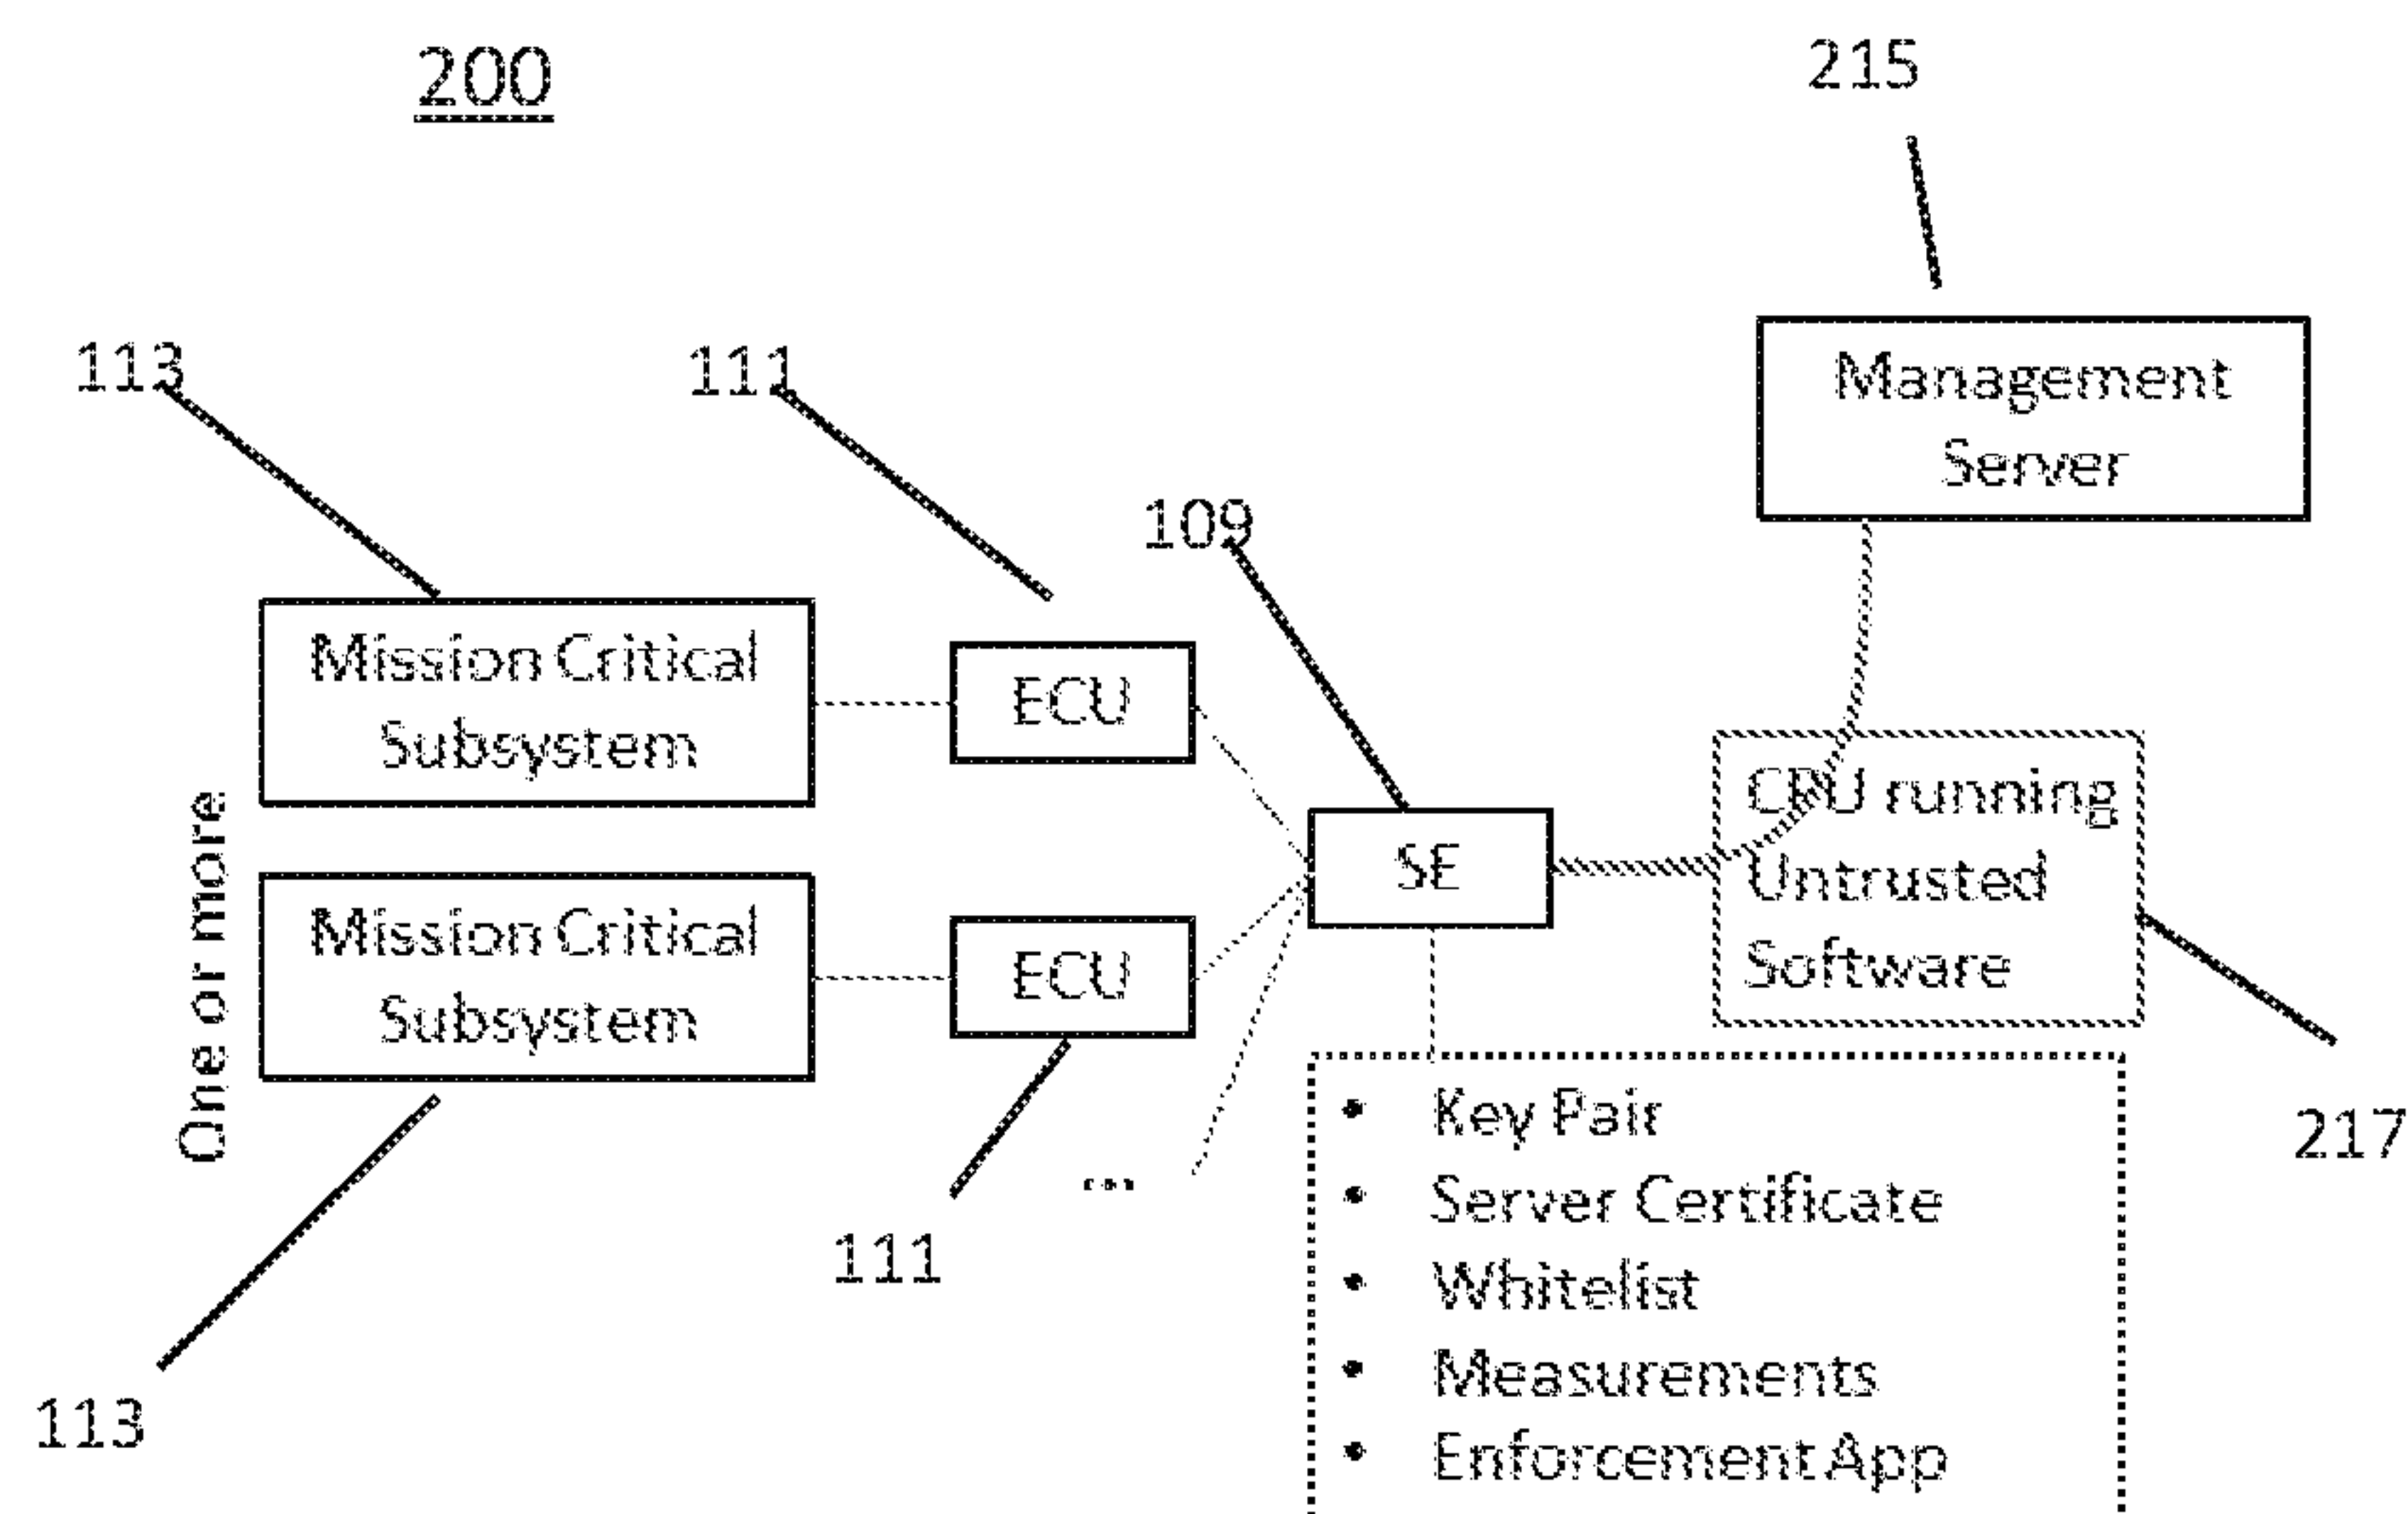 200
215
113
111
109
Management
Server
Mission Critical
Subsystem
ECU
One or more
SE
CPU running
Untrusted
Software
Mission Critical
Subsystem
ECU
217
111
...
113
• Key Pair
• Server Certificate
• Whitelist
• Measurements
• Enforcement App